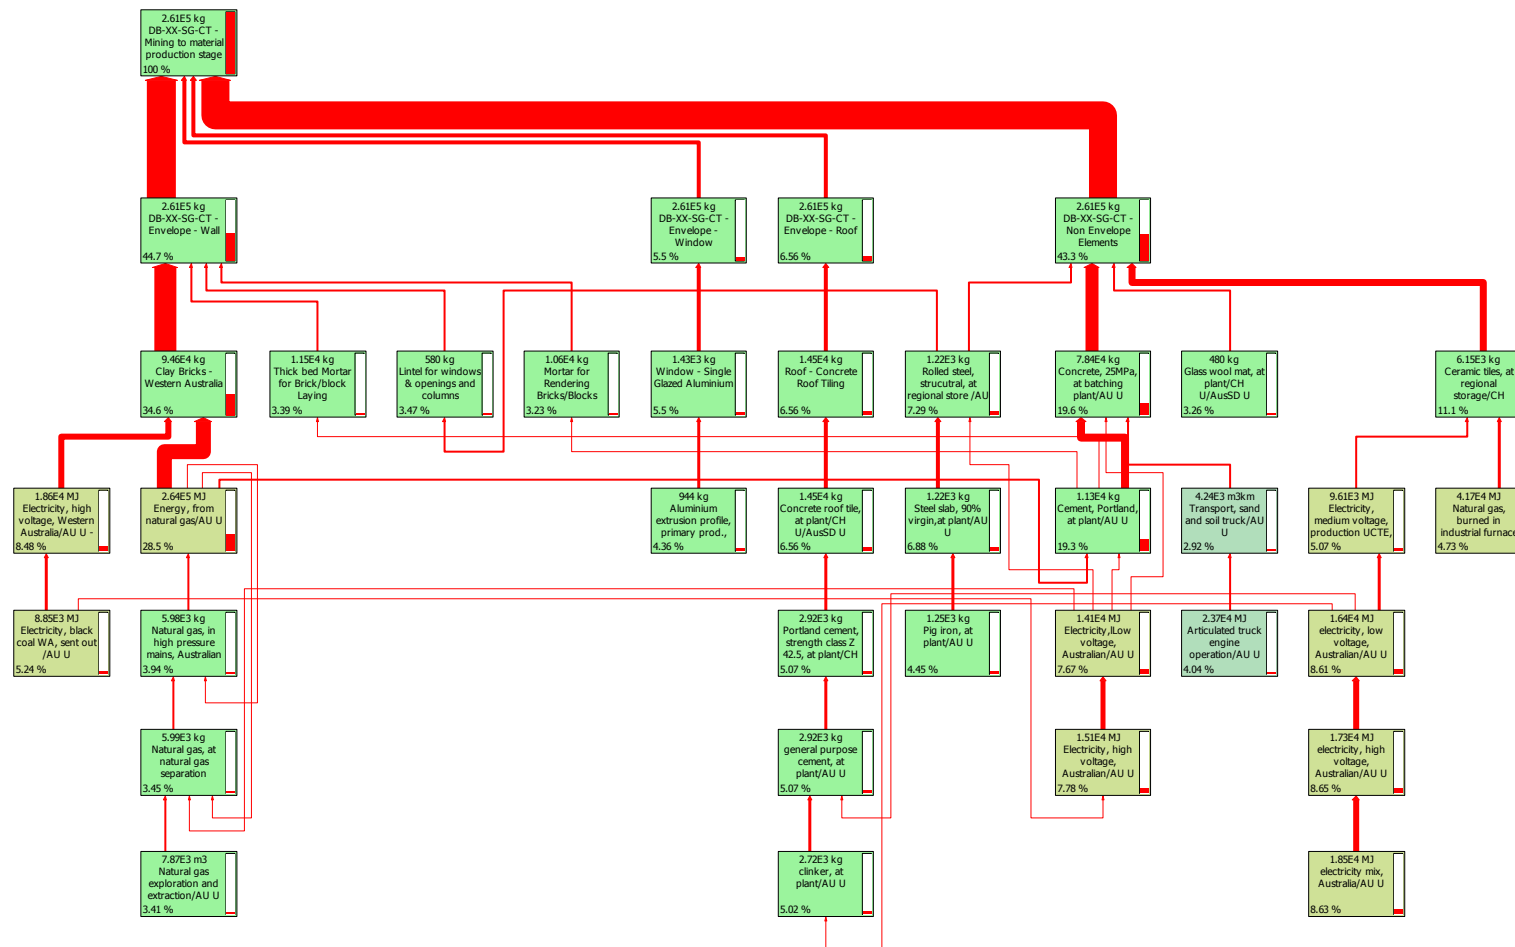 2.61E5 kg
DB-XX-SG-CT -
Mining to material
production stage
100 %
2.61E5 kg
DB-XX-SG-CT -
Envelope - Wall
44.7 %
2.61E5 kg
DB-XX-SG-CT -
Envelope -
Window
5.5 %
2.61E5 kg
DB-XX-SG-CT -
Envelope - Roof
6.56 %
2.61E5 kg
DB-XX-SG-CT -
Non Envelope
Elements
43.3 %
9.46E4 kg
Clay Bricks -
Western Australia
34.6 %
1.15E4 kg
Thick bed Mortar
for Brick/block
Laying
3.39 %
580 kg
Lintel for windows
& openings and
columns
3.47 %
1.06E4 kg
Mortar for
Rendering
Bricks/Blocks
3.23 %
1.43E3 kg
Window - Single
Glazed Aluminium
5.5 %
1.45E4 kg
Roof - Concrete
Roof Tiling
6.56 %
1.22E3 kg
Rolled steel,
strucutral, at
regional store /AU
7.29 %
7.84E4 kg
Concrete, 25MPa,
at batching
plant/AU U
19.6 %
480 kg
Glass wool mat, at
plant/CH
U/AusSD U
3.26 %
6.15E3 kg
Ceramic tiles, at
regional
storage/CH
11.1 %
1.86E4 MJ
Electricity, high
voltage, Western
Australia/AU U -
8.48 %
2.64E5 MJ
Energy, from
natural gas/AU U
28.5 %
944 kg
Aluminium
extrusion profile,
primary prod.,
4.36 %
1.45E4 kg
Concrete roof tile,
at plant/CH
U/AusSD U
6.56 %
1.22E3 kg
Steel slab, 90%
virgin,at plant/AU
U
6.88 %
1.13E4 kg
Cement, Portland,
at plant/AU U
19.3 %
4.24E3 m3km
Transport, sand
and soil truck/AU
U
2.92 %
9.61E3 MJ
Electricity,
medium voltage,
production UCTE,
5.07 %
4.17E4 MJ
Natural gas,
burned in
industrial furnace
4.73 %
8.85E3 MJ
Electricity, black
coal WA, sent out
/AU U
5.24 %
5.98E3 kg
Natural gas, in
high pressure
mains, Australian
3.94 %
2.92E3 kg
Portland cement,
strength class Z
42.5, at plant/CH
5.07 %
1.25E3 kg
Pig iron, at
plant/AU U
4.45 %
1.41E4 MJ
Electricity,lLow
voltage,
Australian/AU U
7.67 %
2.37E4 MJ
Articulated truck
engine
operation/AU U
4.04 %
1.64E4 MJ
electricity, low
voltage,
Australian/AU U
8.61 %
5.99E3 kg
Natural gas, at
natural gas
separation
3.45 %
2.92E3 kg
general purpose
cement, at
plant/AU U
5.07 %
1.51E4 MJ
Electricity, high
voltage,
Australian/AU U
7.78 %
1.73E4 MJ
electricity, high
voltage,
Australian/AU U
8.65 %
7.87E3 m3
Natural gas
exploration and
extraction/AU U
3.41 %
2.72E3 kg
clinker, at
plant/AU U
5.02 %
1.85E4 MJ
electricity mix,
Australia/AU U
8.63 %